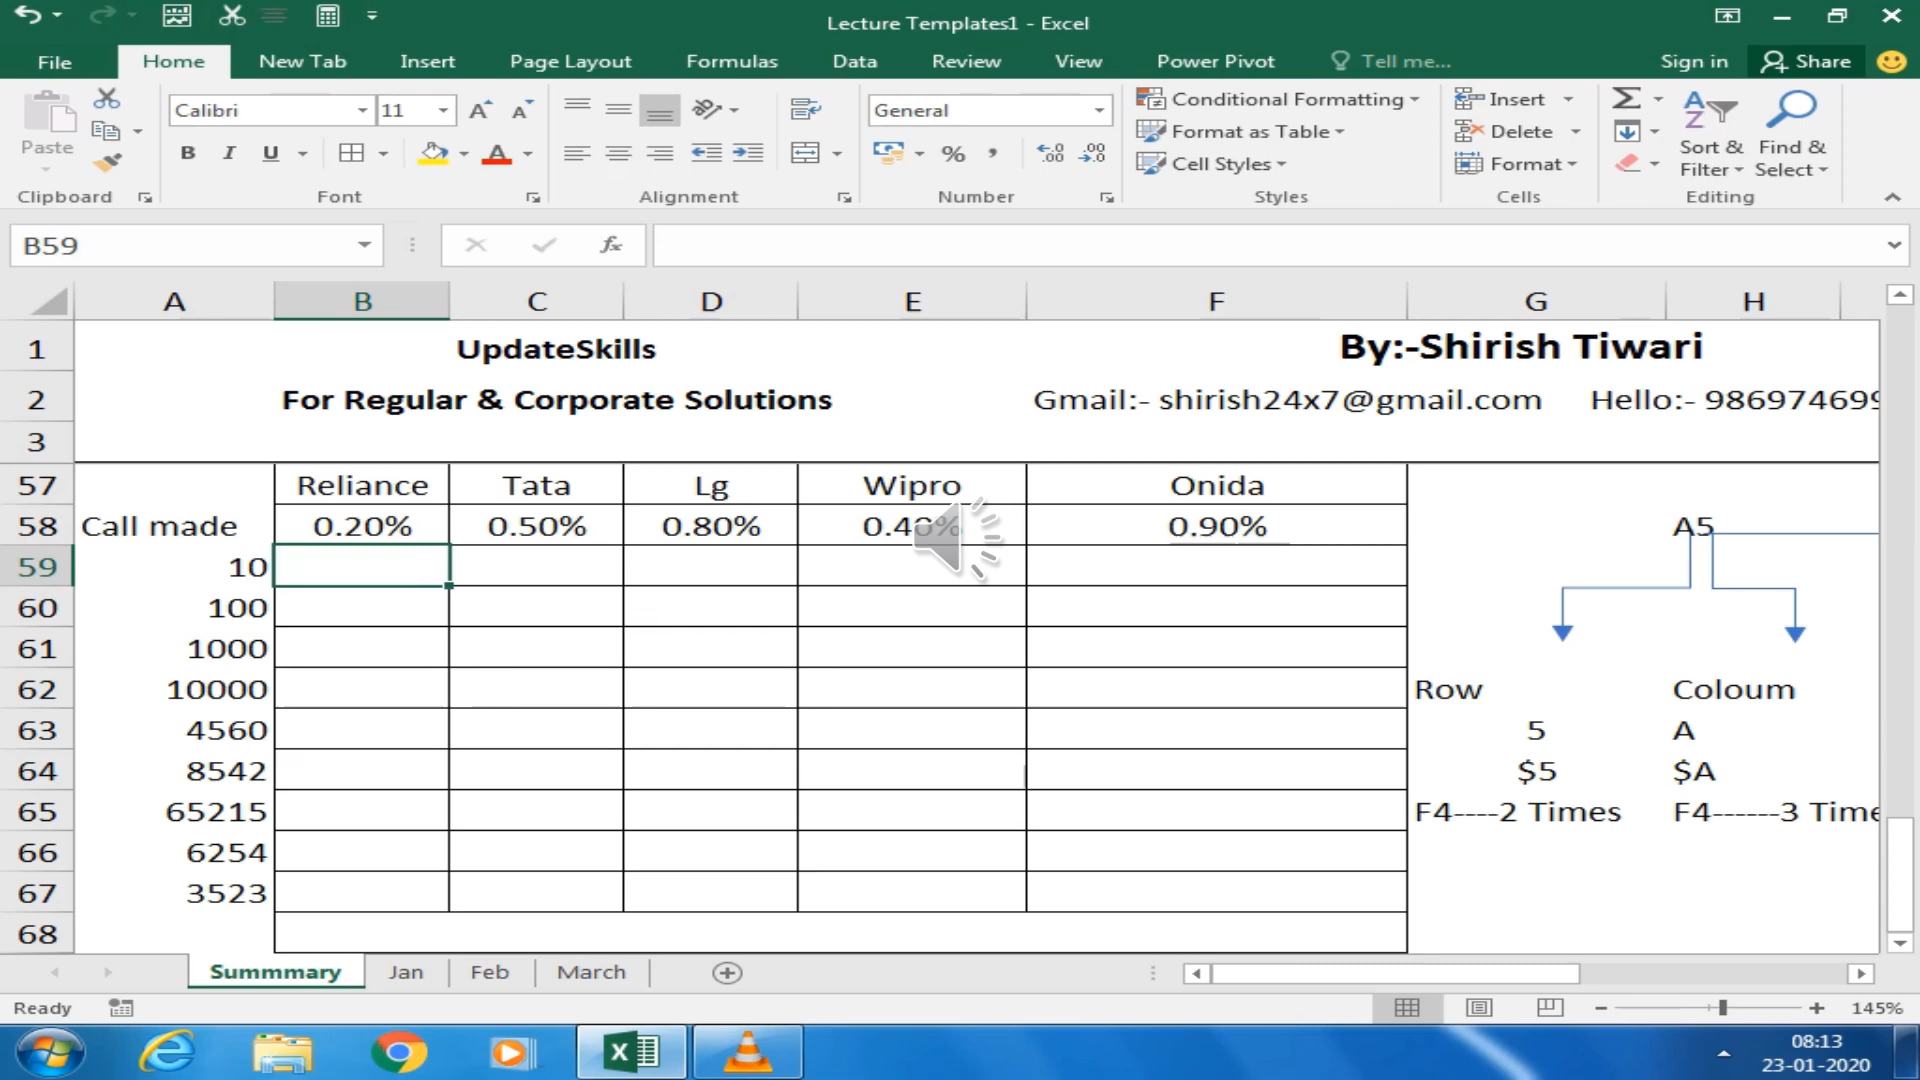 Lecture Templates1 - Excel
File Home New Tab Insert Page Layout Formulas Data Review View Power Pivot Tell me... Sign in Share
Paste
Calibri 11
General
Conditional Formatting
Format as Table
Cell Styles
Insert
Delete
Format
Sort & Filter
Find & Select
B I U A %
Clipboard Font Alignment Number Styles Cells Editing
B59 fx
A B C D E F G H
1 UpdateSkills By:-Shirish Tiwari
2 For Regular & Corporate Solutions Gmail:- shirish24x7@gmail.com Hello:- 98697469
3
57 Reliance Tata Lg Wipro Onida
58 Call made 0.20% 0.50% 0.80% 0.40% 0.90% A5
59 10
60 100
61 1000
62 10000 Row Coloum
63 4560 5 A
64 8542 $5 $A
65 65215 F4----2 Times F4------3 Time
66 6254
67 3523
68
Summmary Jan Feb March
Ready 145%
08:13
23-01-2020